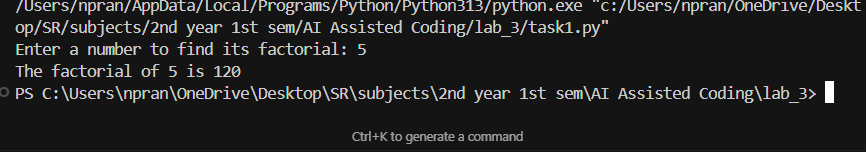 /Users/npran/AppData/Local/Programs/Python/Python313/python.exe "c:/Users/npran/OneDrive/Deskt
op/SR/subjects/2nd year 1st sem/AI Assisted Coding/lab_3/task1.py"
Enter a number to find its factorial: 5
The factorial of 5 is 120
PS C:\Users\npran\OneDrive\Desktop\SR\subjects\2nd year 1st sem\AI Assisted Coding\lab_3>
Ctrl+K to generate a command